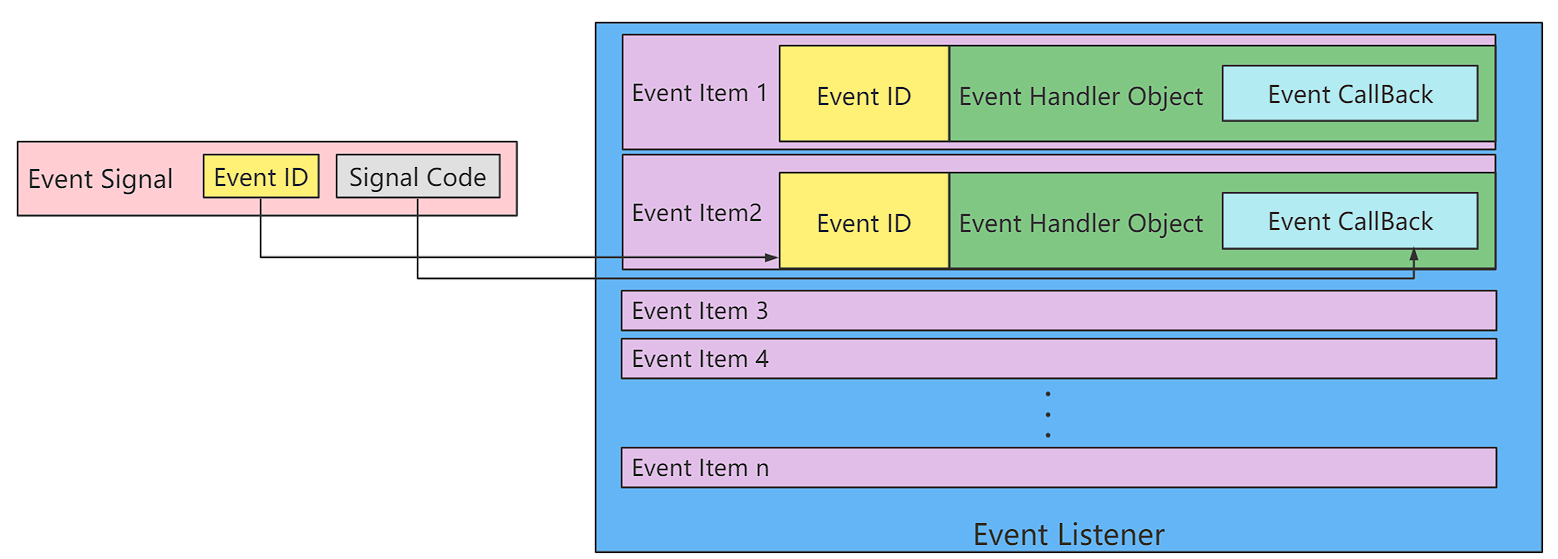 Event Signal
Event ID
Signal Code
Event Item 1
Event ID
Event Handler Object
Event CallBack
Event Item2
Event ID
Event Handler Object
Event CallBack
Event Item 3
Event Item 4
Event Item n
Event Listener